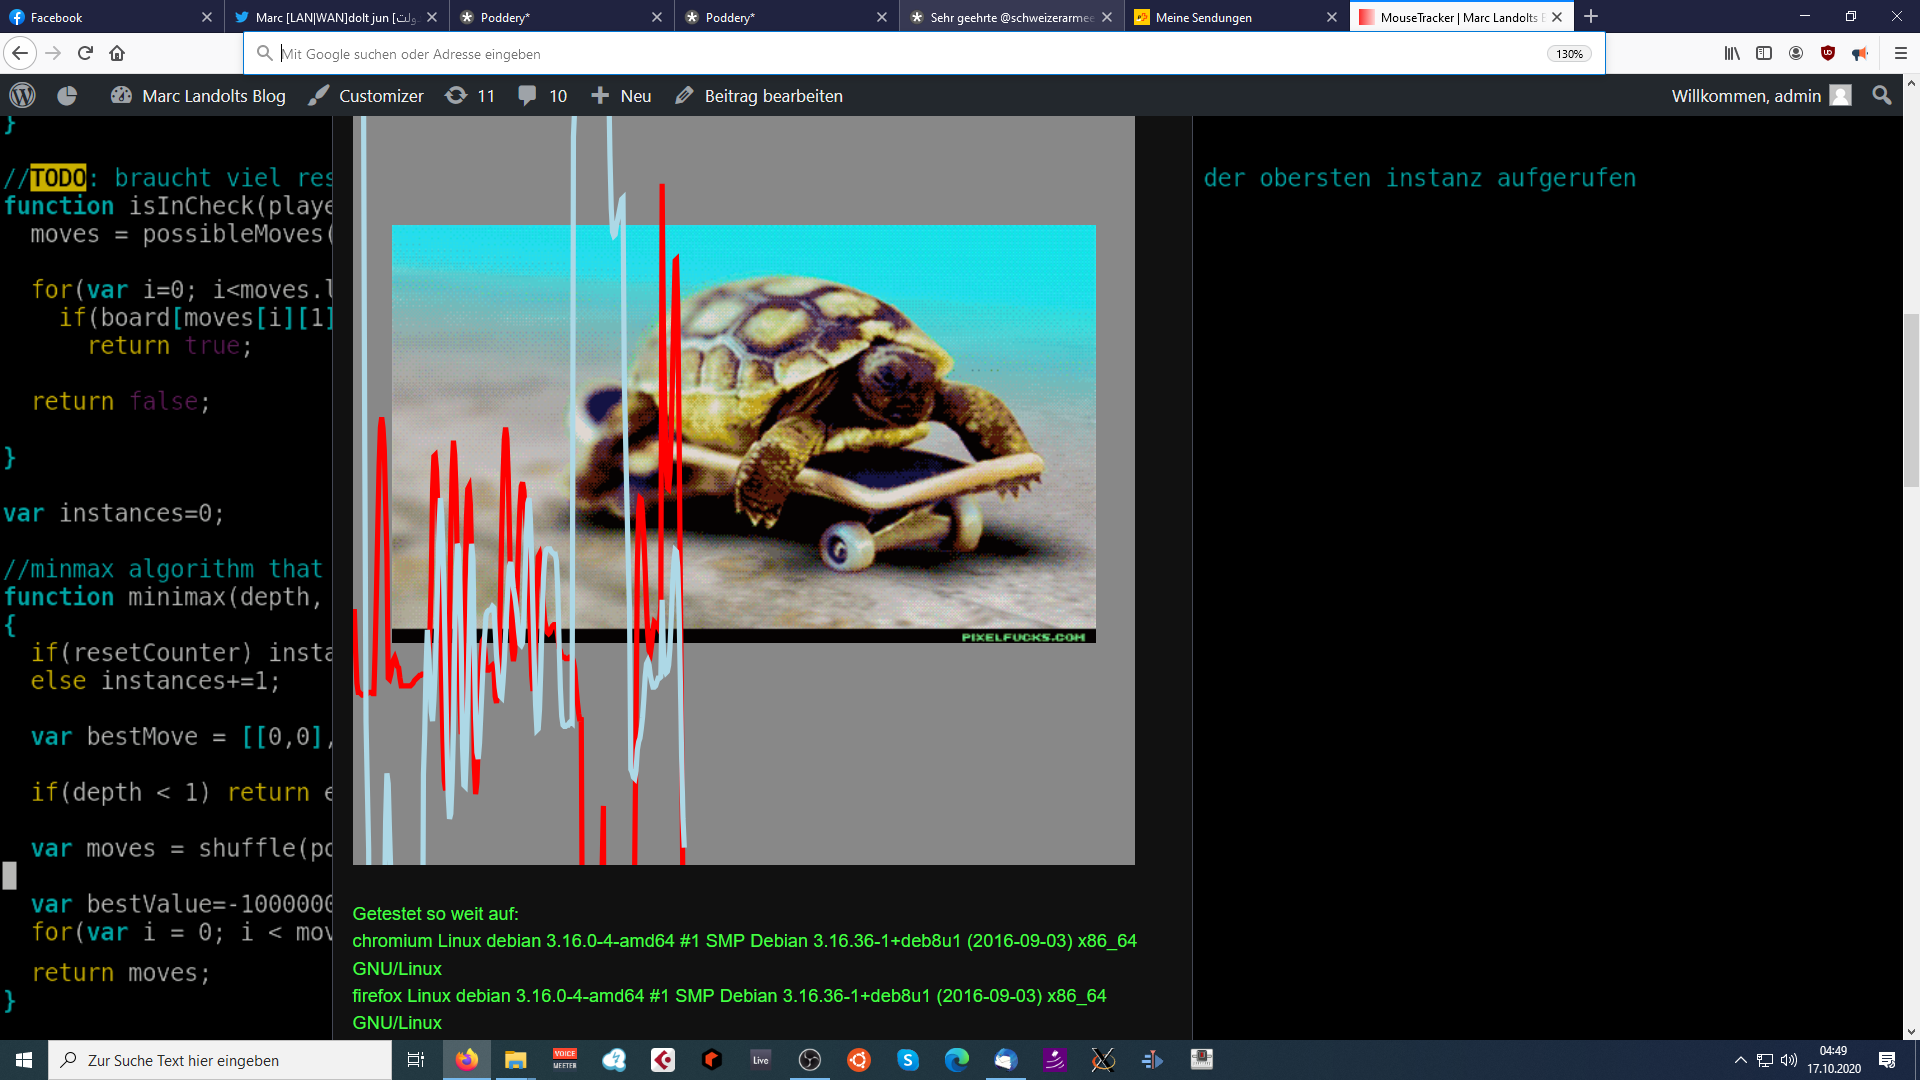 Facebook
Marc [LAN|WAN]dolt jun
Poddery*
Poddery*
Sehr geehrte @schweizerarmee
Meine Sendungen
MouseTracker | Marc Landolts B
Mit Google suchen oder Adresse eingeben
130%
Marc Landolts Blog
Customizer
11
10
Neu
Beitrag bearbeiten
Willkommen, admin
}
//TODO: braucht viel res
der obersten instanz aufgerufen
function isInCheck(playe
moves = possibleMoves(
for(var i=0; i<moves.l
if(board[moves[i][1]
return true;
return false;
}
var instances=0;
//minmax algorithm that
function minimax(depth,
{
if(resetCounter) insta
else instances+=1;
var bestMove = [[0,0],
if(depth < 1) return e
var moves = shuffle(po
var bestValue=-1000000
for(var i = 0; i < mov
return moves;
}
PIXELFUCKS.COM
Getestet so weit auf:
chromium Linux debian 3.16.0-4-amd64 #1 SMP Debian 3.16.36-1+deb8u1 (2016-09-03) x86_64
GNU/Linux
firefox Linux debian 3.16.0-4-amd64 #1 SMP Debian 3.16.36-1+deb8u1 (2016-09-03) x86_64
GNU/Linux
Zur Suche Text hier eingeben
VOICE
MEETER
Live
04:49
17.10.2020